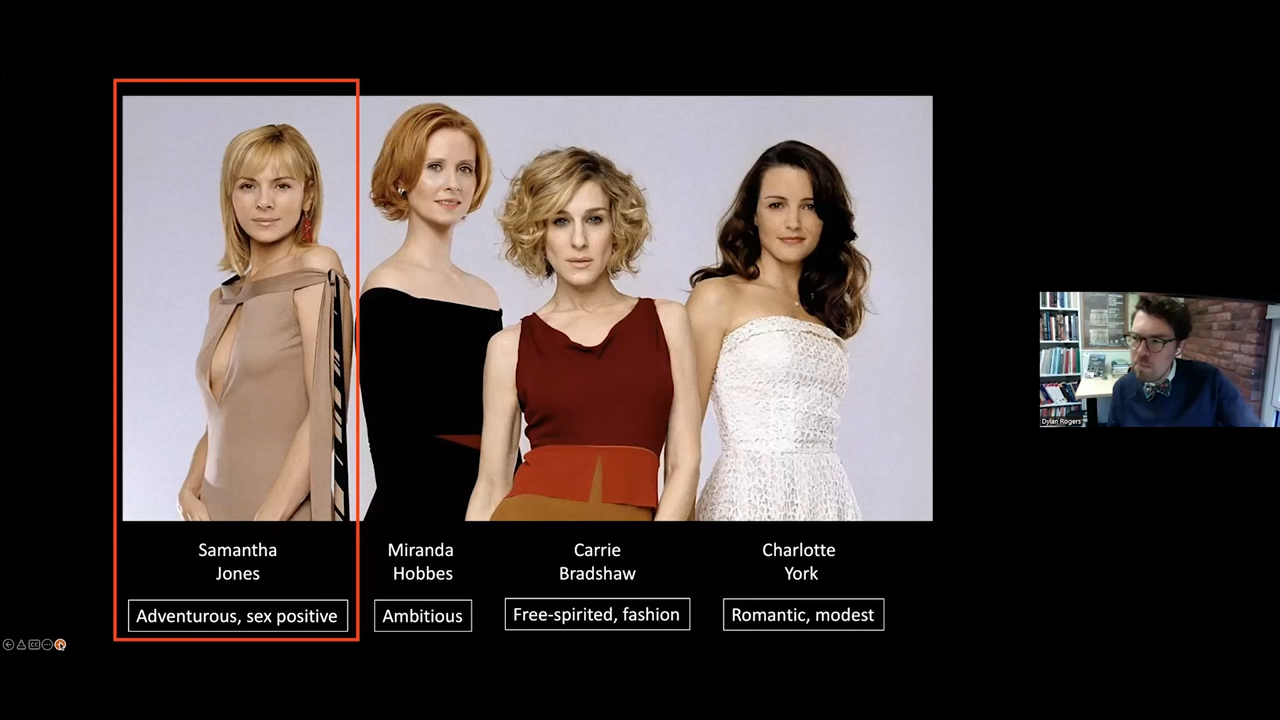 Samantha
Jones
Adventurous, sex positive
Miranda
Hobbes
Ambitious
Carrie
Bradshaw
Free-spirited, fashion
Charlotte
York
Romantic, modest
Dylan Rogers